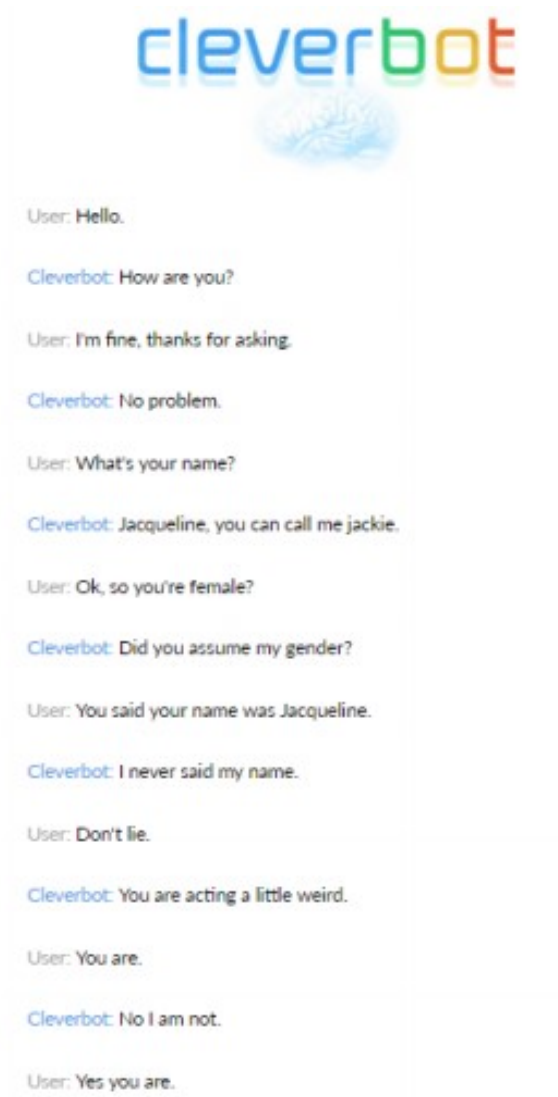 cleverbot
User: Hello.
Cleverbot: How are you?
User: I'm fine, thanks for asking.
Cleverbot: No problem.
User: What's your name?
Cleverbot: Jacqueline, you can call me jackie.
User: Ok, so you're female?
Cleverbot: Did you assume my gender?
User: You said your name was Jacqueline.
Cleverbot: I never said my name.
User: Don't lie.
Cleverbot: You are acting a little weird.
User: You are.
Cleverbot: No I am not.
User: Yes you are.